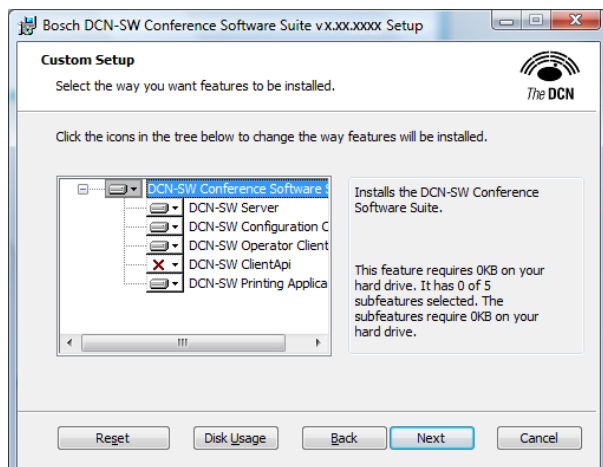 Bosch DCN-SW Conference Software Suite vx.xx.xxxx Setup
Custom Setup
Select the way you want features to be installed.
The DCN
Click the icons in the tree below to change the way features will be installed.
DCN-SW Conference Software S
DCN-SW Server
DCN-SW Configuration C
DCN-SW Operator Client
DCN-SW ClientApi
DCN-SW Printing Applica
Installs the DCN-SW Conference
Software Suite.
This feature requires 0KB on your
hard drive. It has 0 of 5
subfeatures selected. The
subfeatures require 0KB on your
hard drive.
Reset
Disk Usage
Back
Next
Cancel